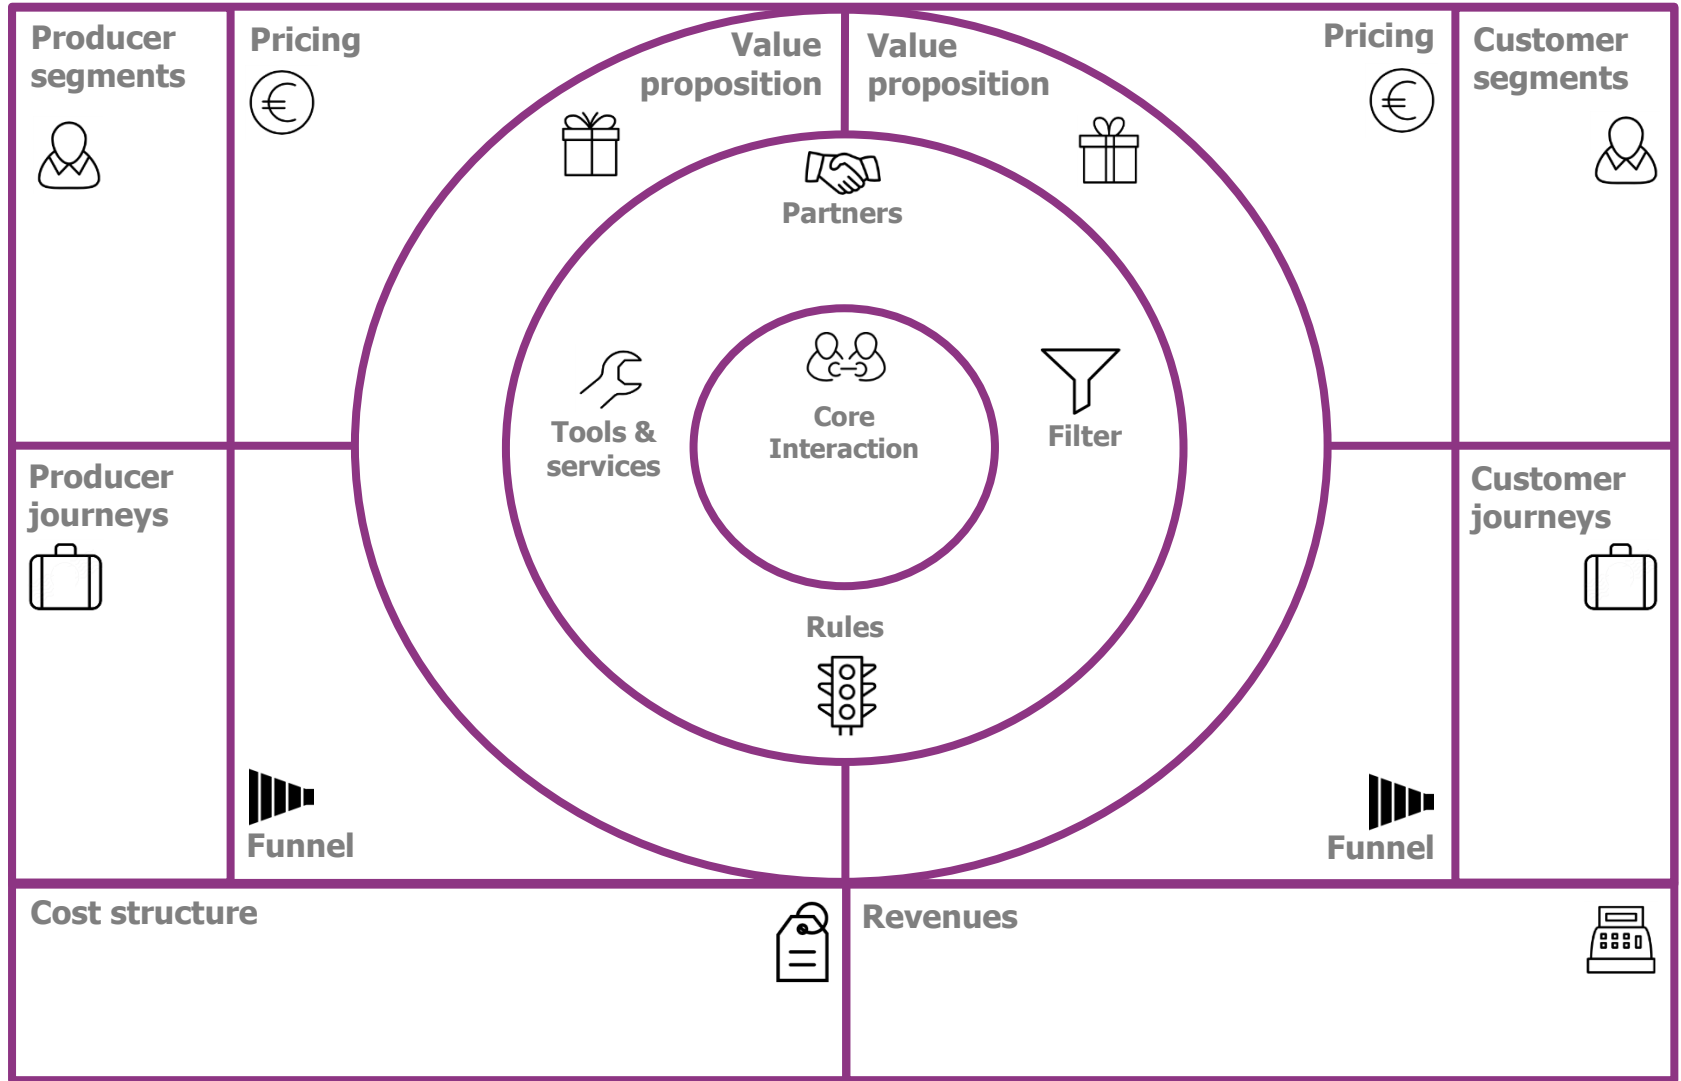 Producer
segments
Pricing
Value
proposition
Value
proposition
Pricing
Customer
segments
Partners
Tools &
services
Core
Interaction
Filter
Producer
journeys
Customer
journeys
Rules
Funnel
Funnel
Cost structure
Revenues